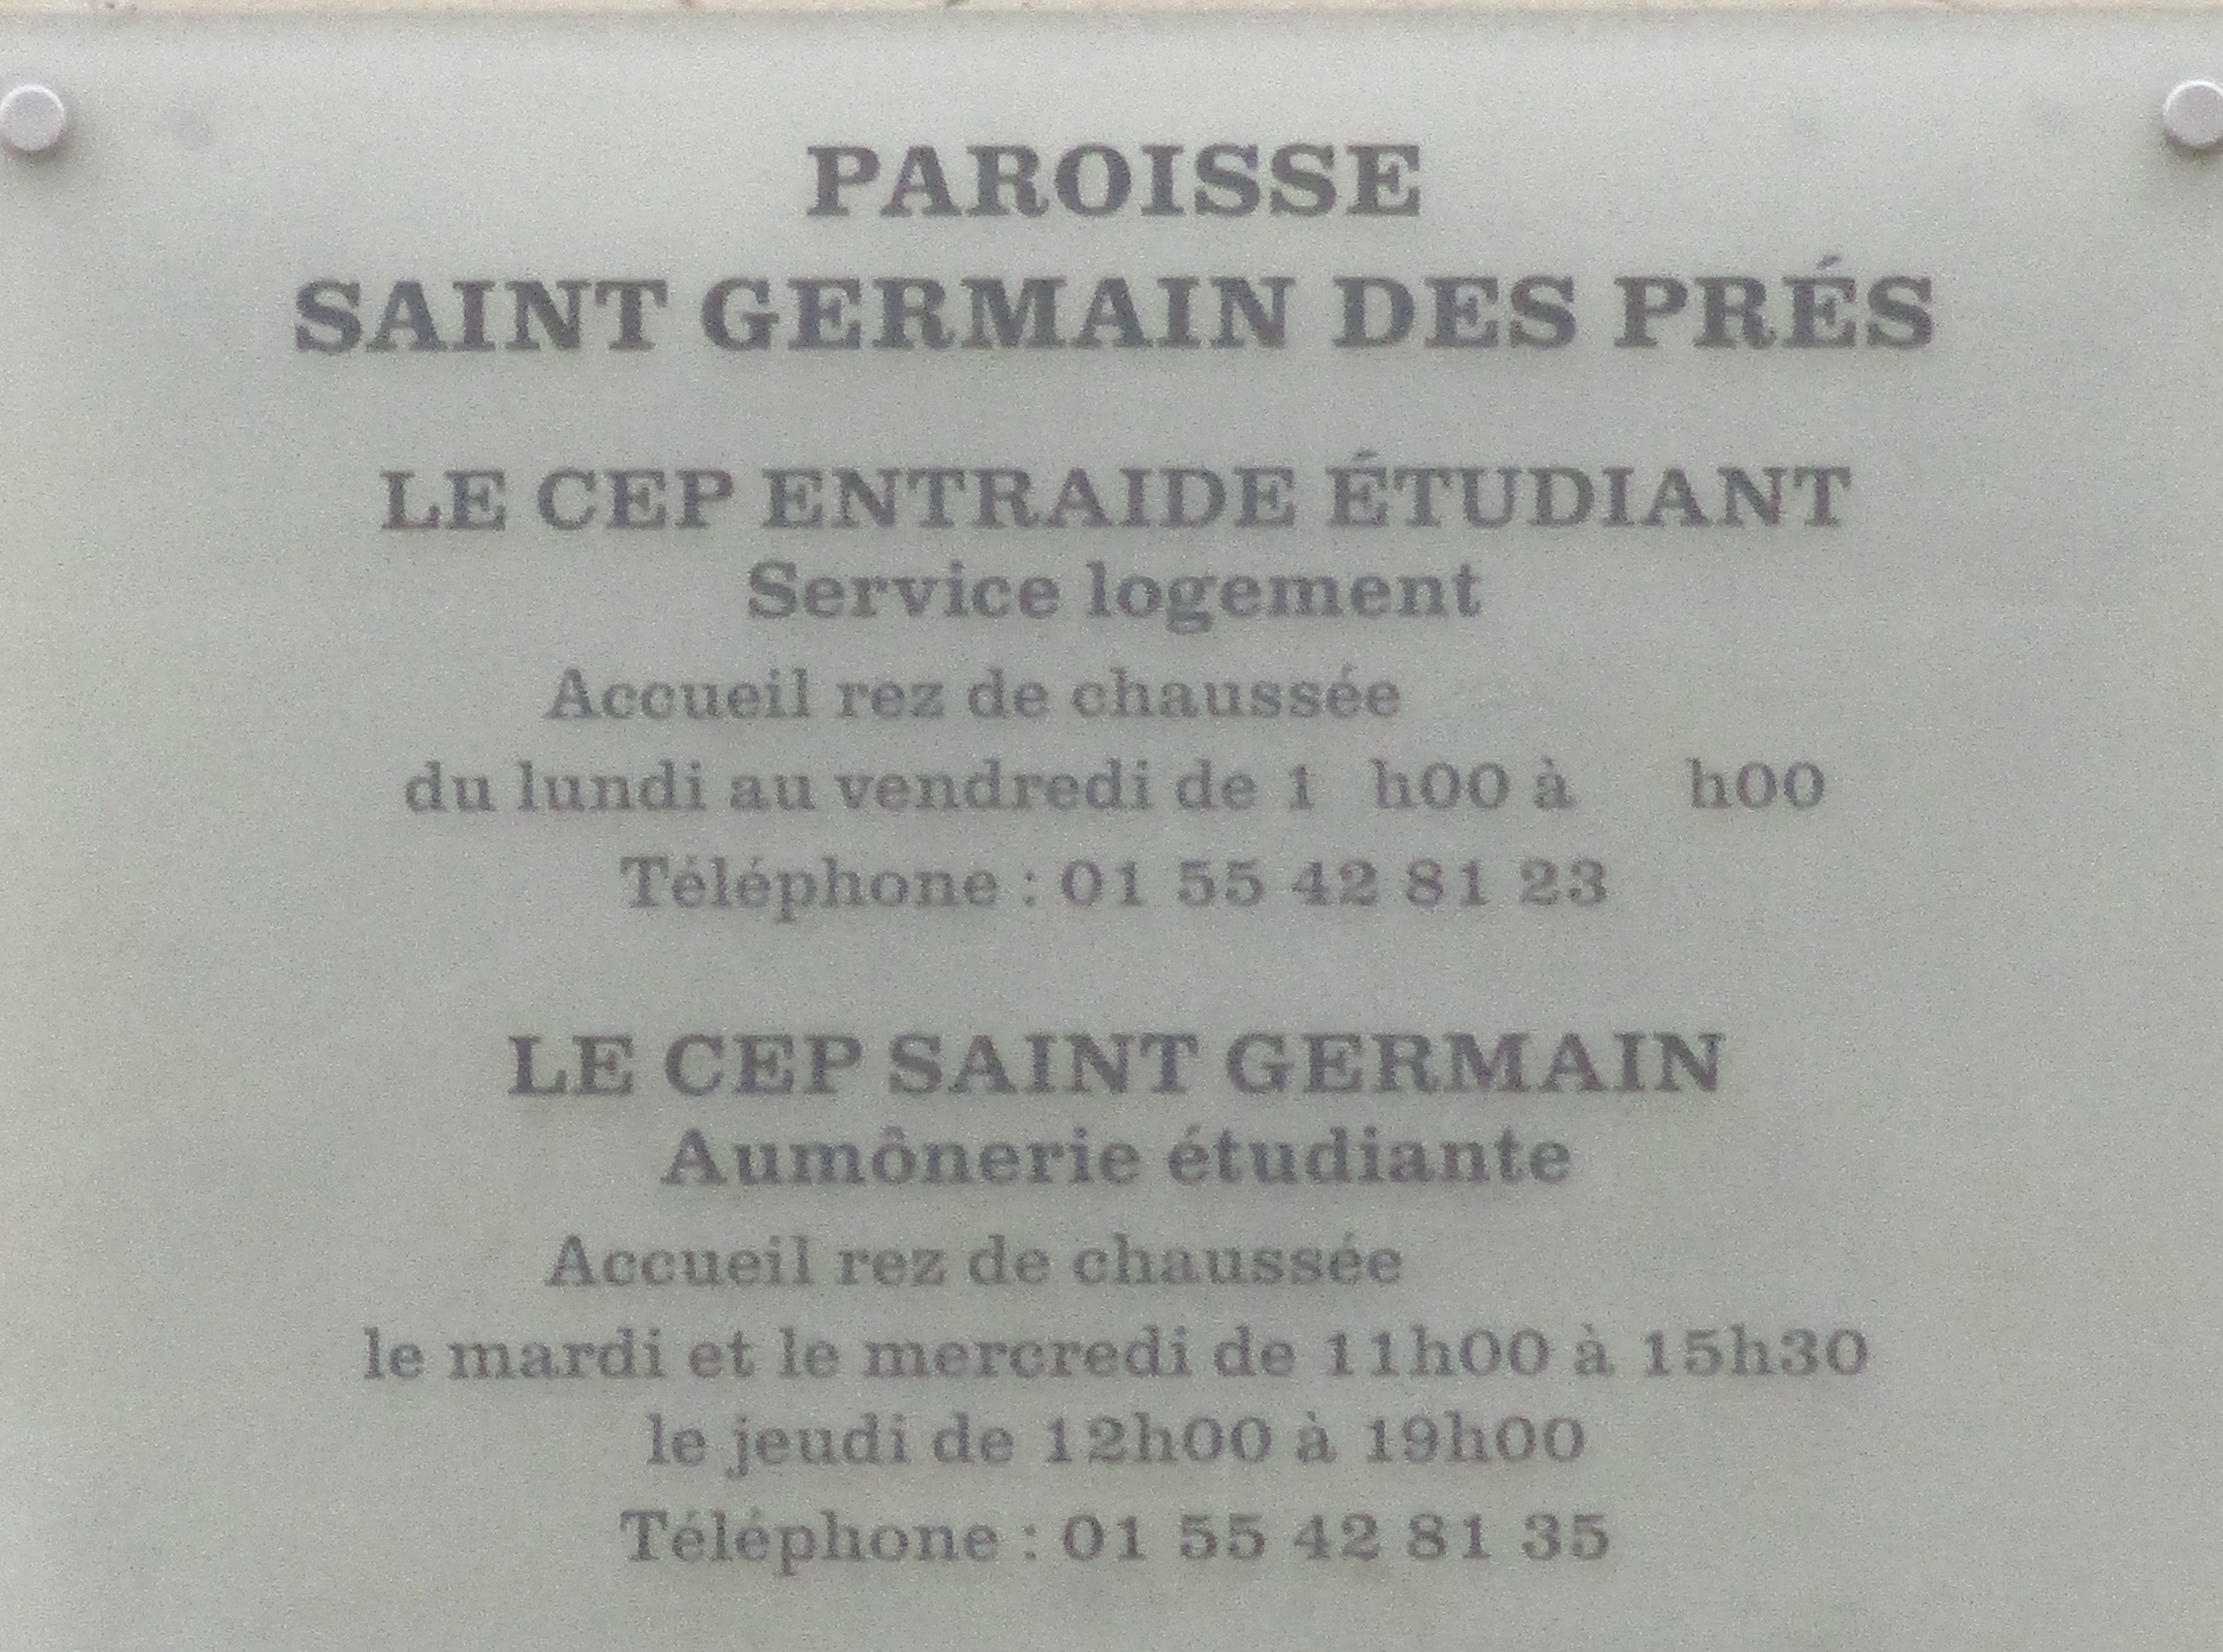 PAROISSE
SAINT GERMAIN DES PRÉS
LE CEP ENTRAIDE ÉTUDIANT
Service logement
Accueil rez de chaussée
du lundi au vendredi de 1 h00 à h00
Téléphone : 01 55 42 81 23
LE CEP SAINT GERMAIN
Aumônerie étudiante
Accueil rez de chaussée
le mardi et le mercredi de 11h00 à 15h30
le jeudi de 12h00 à 19h00
Téléphone : 01 55 42 81 35